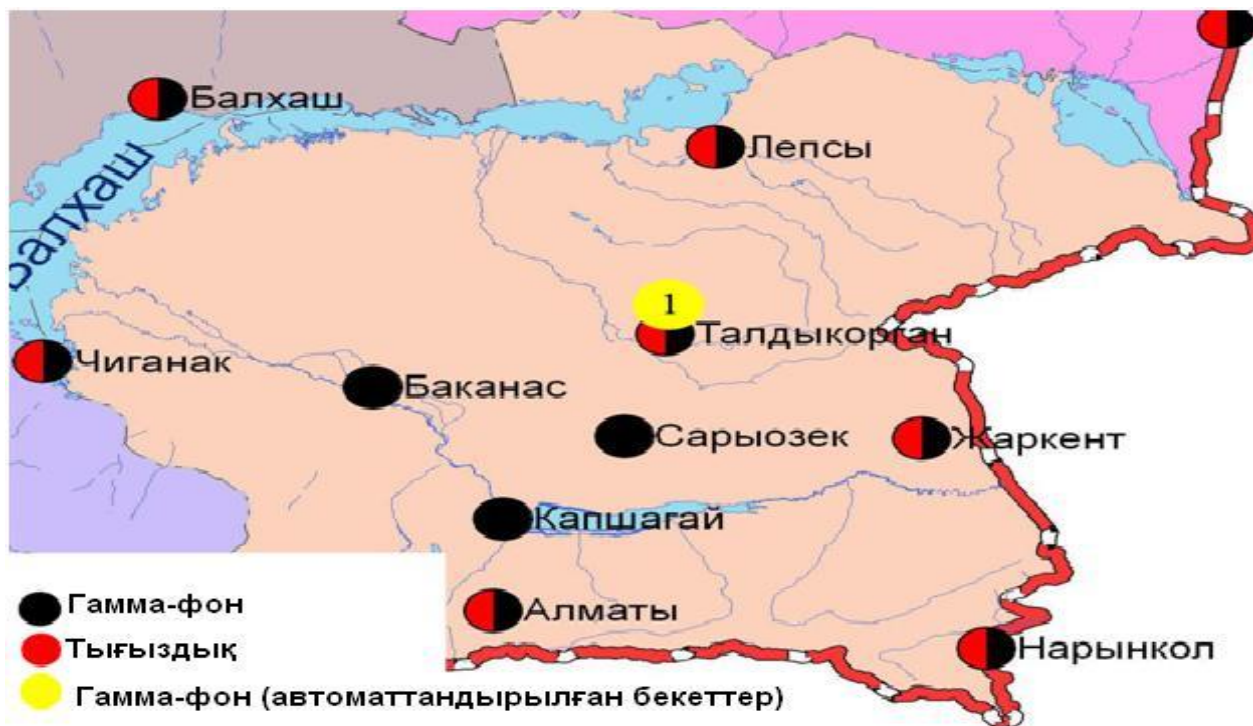 Балхаш
Лепсы
Балхаш
1
Талдыкорган
Чиганак
Баканас
Сарыозек
Жаркент
Капшагай
Алматы
Нарынкол
Гамма-фон
Тығыздық
Гамма-фон (автоматтандырылған бекеттер)